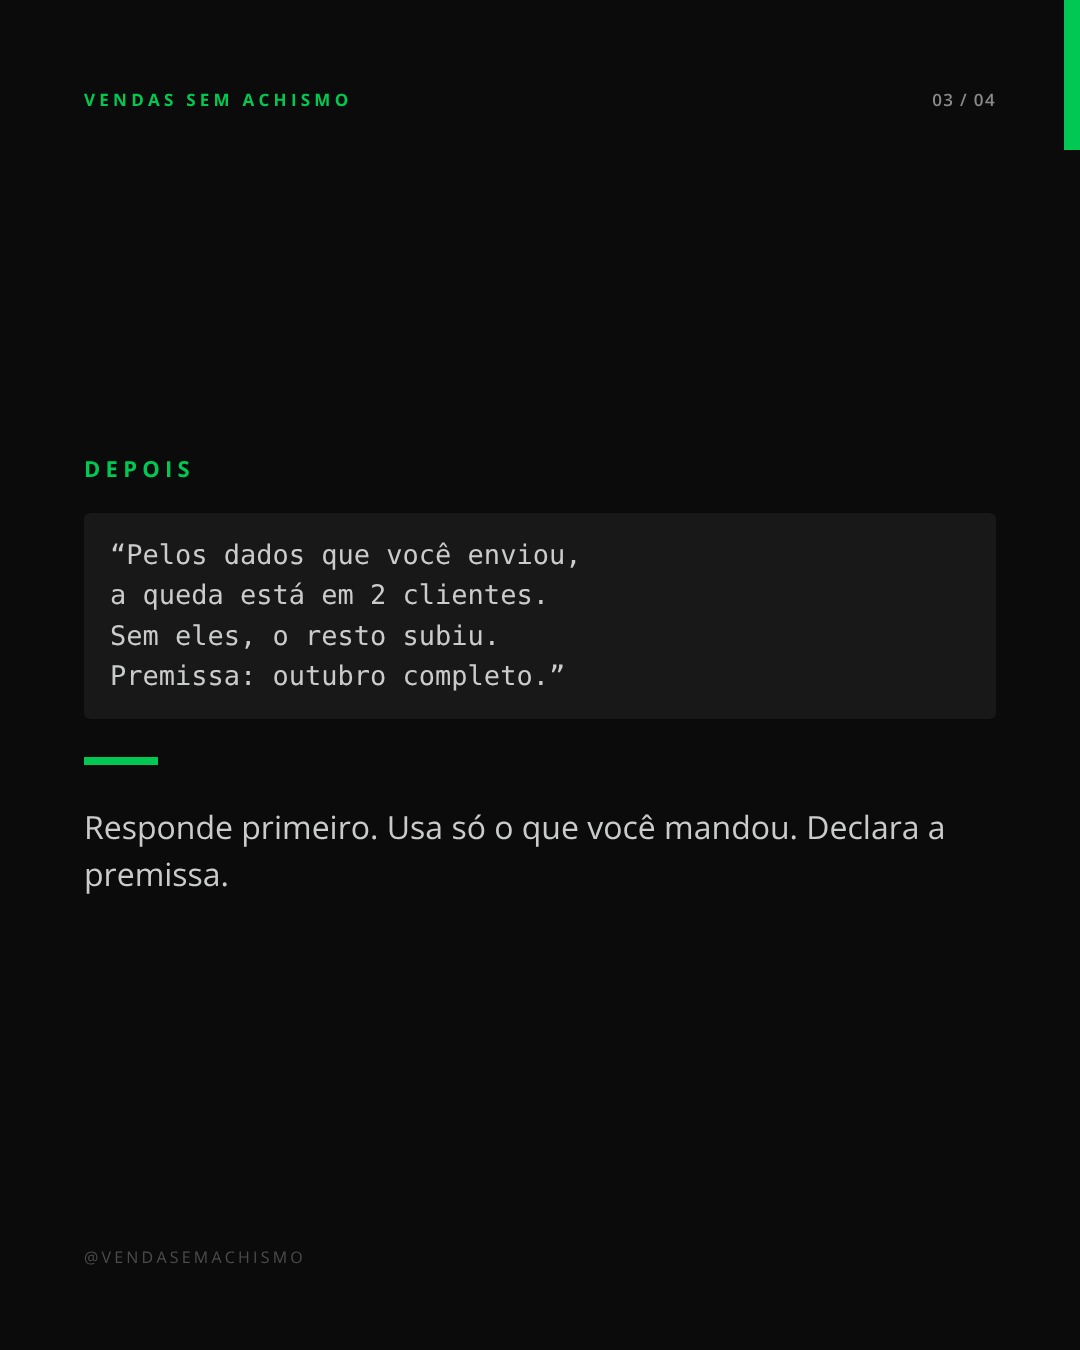 VENDAS SEM ACHISMO
03 / 04
DEPOIS
“Pelos dados que você enviou,
a queda está em 2 clientes.
Sem eles, o resto subiu.
Premissa: outubro completo.”
Responde primeiro. Usa só o que você mandou. Declara a
premissa.
@VENDASEMACHISMO